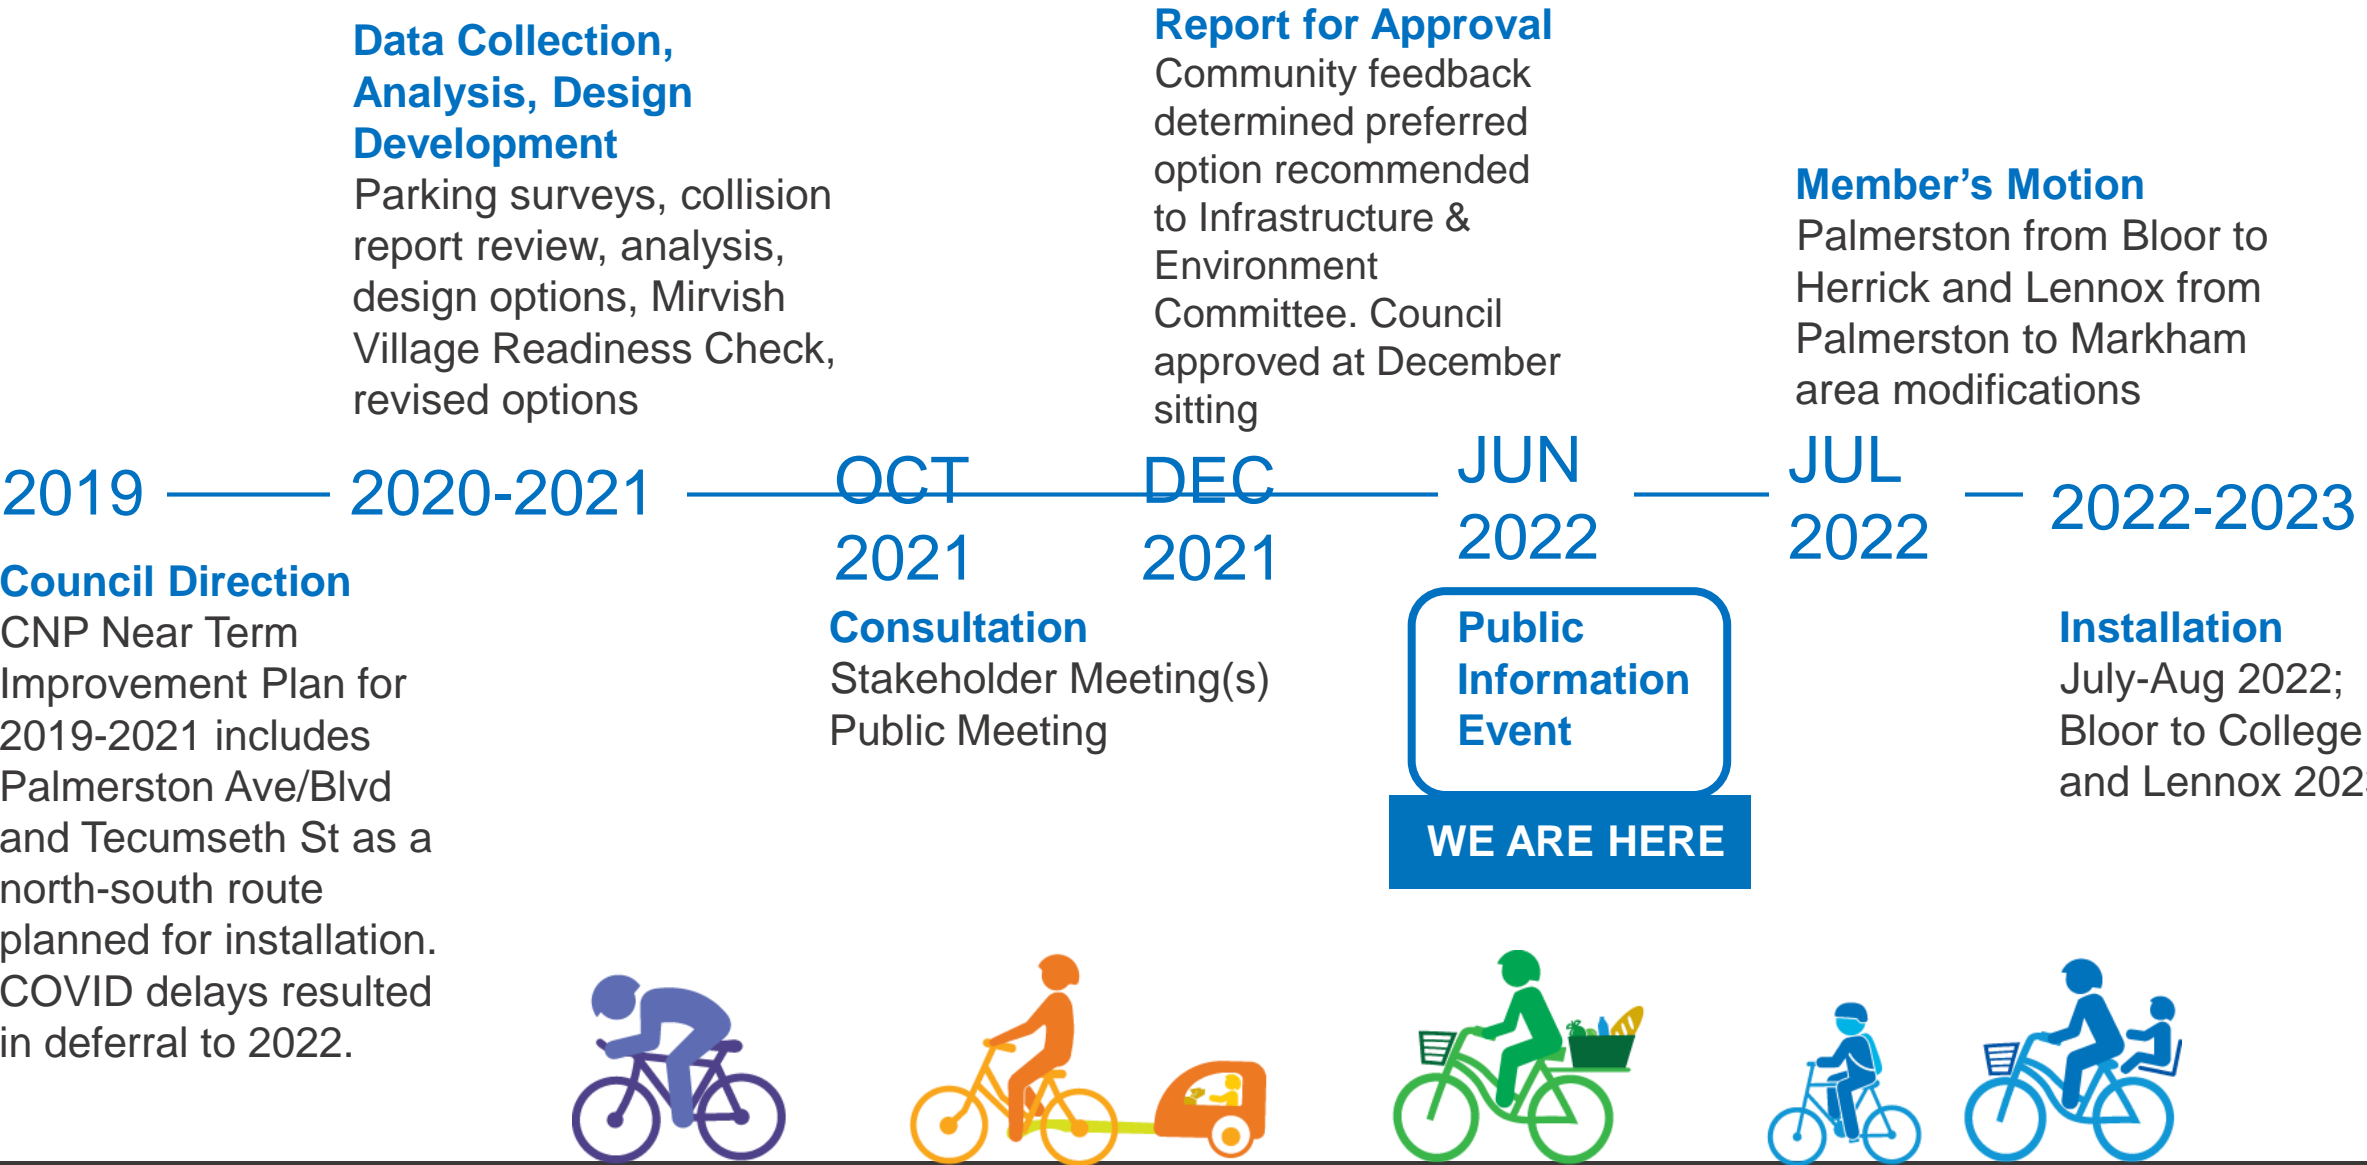 Data Collection,
Analysis, Design
Development
Parking surveys, collision
report review, analysis,
design options, Mirvish
Village Readiness Check,
revised options
Report for Approval
Community feedback
determined preferred
option recommended
to Infrastructure &
Environment
Committee. Council
approved at December
sitting
Member's Motion
Palmerston from Bloor to
Herrick and Lennox from
Palmerston to Markham
area modifications
2019
2020-2021
OCT
2021
DEC
2021
JUN
2022
JUL
2022
2022-2023
Council Direction
CNP Near Term
Improvement Plan for
2019-2021 includes
Palmerston Ave/Blvd
and Tecumseth St as a
north-south route
planned for installation.
COVID delays resulted
in deferral to 2022.
Consultation
Stakeholder Meeting(s)
Public Meeting
Public
Information
Event
WE ARE HERE
Installation
July-Aug 2022;
Bloor to College
and Lennox